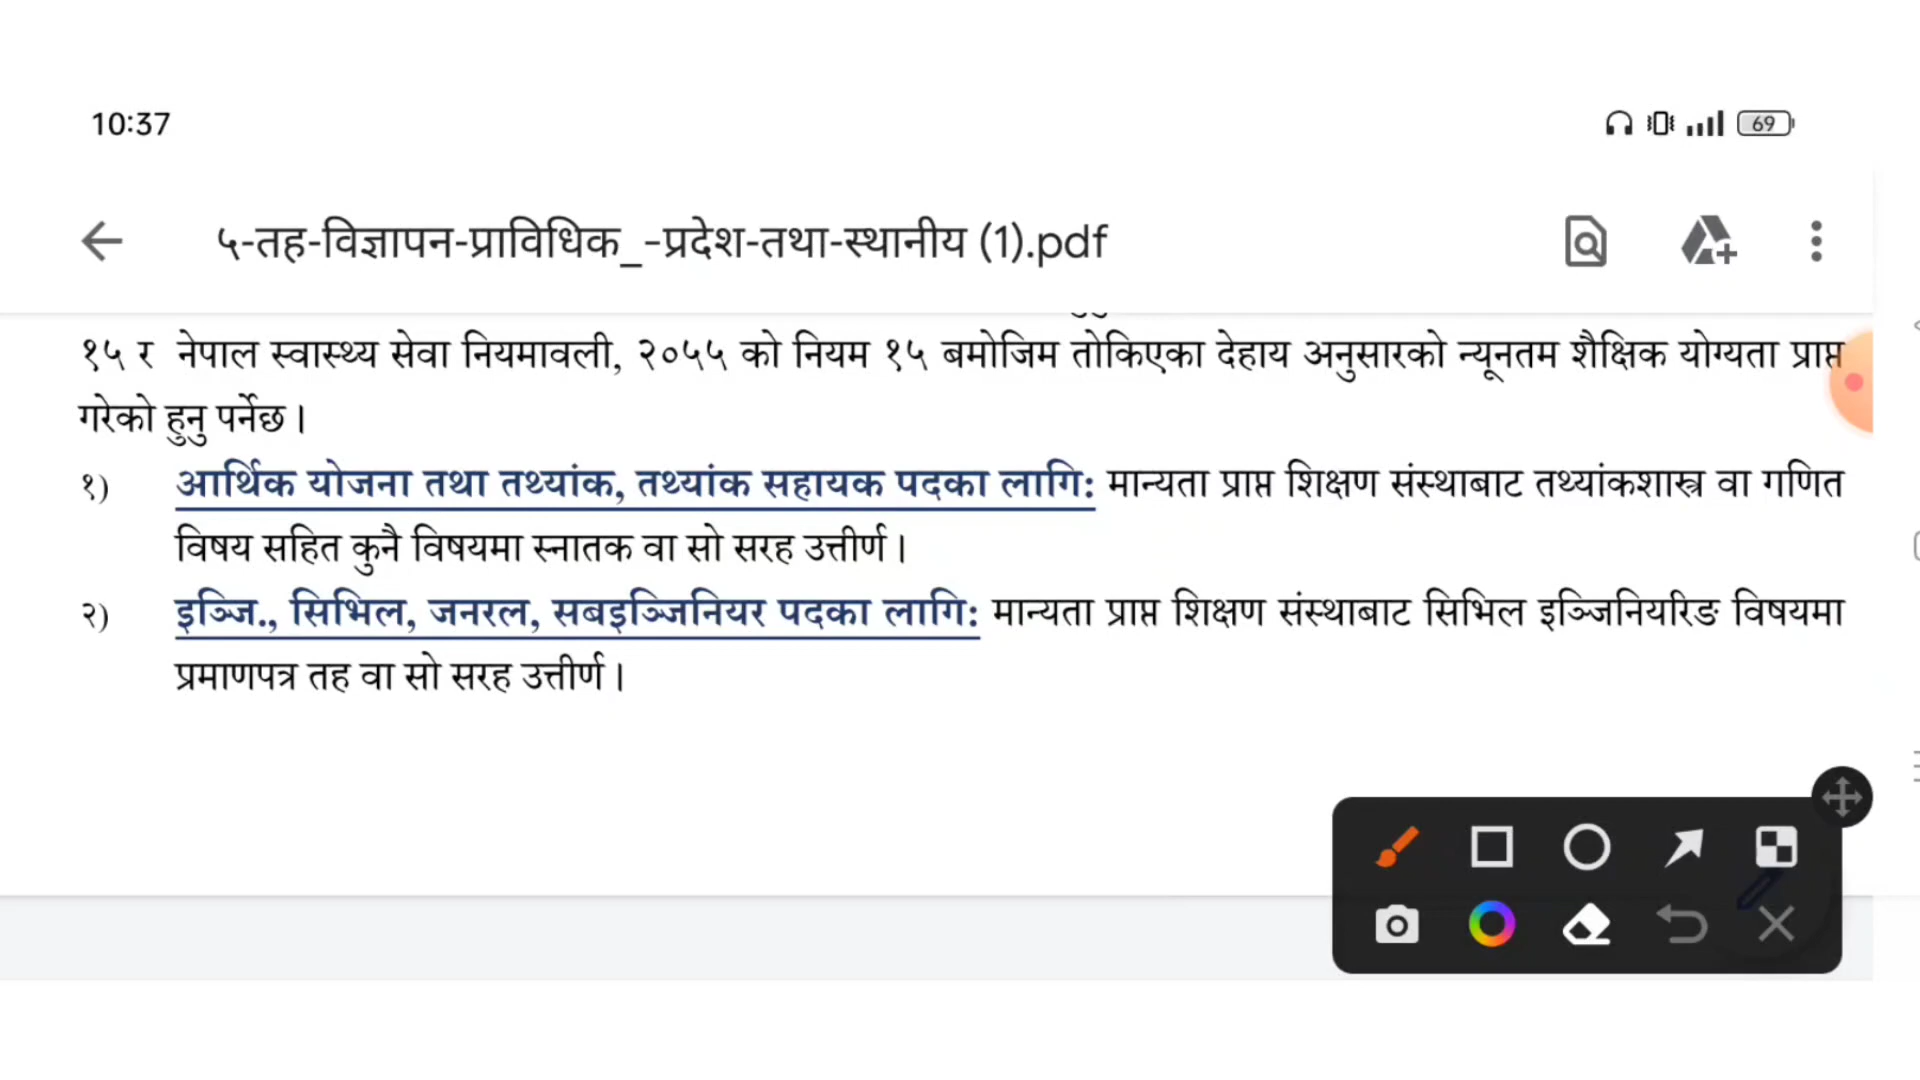 10:37
69
५-तह-विज्ञापन-प्राविधिक_-प्रदेश-तथा-स्थानीय (1).pdf
१५ र नेपाल स्वास्थ्य सेवा नियमावली, २०५५ को नियम १५ बमोजिम तोकिएका देहाय अनुसारको न्यूनतम शैक्षिक योग्यता प्राप्त
गरेको हुनु पर्नेछ।
१) आर्थिक योजना तथा तथ्यांक, तथ्यांक सहायक पदका लागि: मान्यता प्राप्त शिक्षण संस्थाबाट तथ्यांकशास्त्र वा गणित
विषय सहित कुनै विषयमा स्नातक वा सो सरह उत्तीर्ण।
२) इञ्जि., सिभिल, जनरल, सबइञ्जिनियर पदका लागि: मान्यता प्राप्त शिक्षण संस्थाबाट सिभिल इञ्जिनियरिङ विषयमा
प्रमाणपत्र तह वा सो सरह उत्तीर्ण।